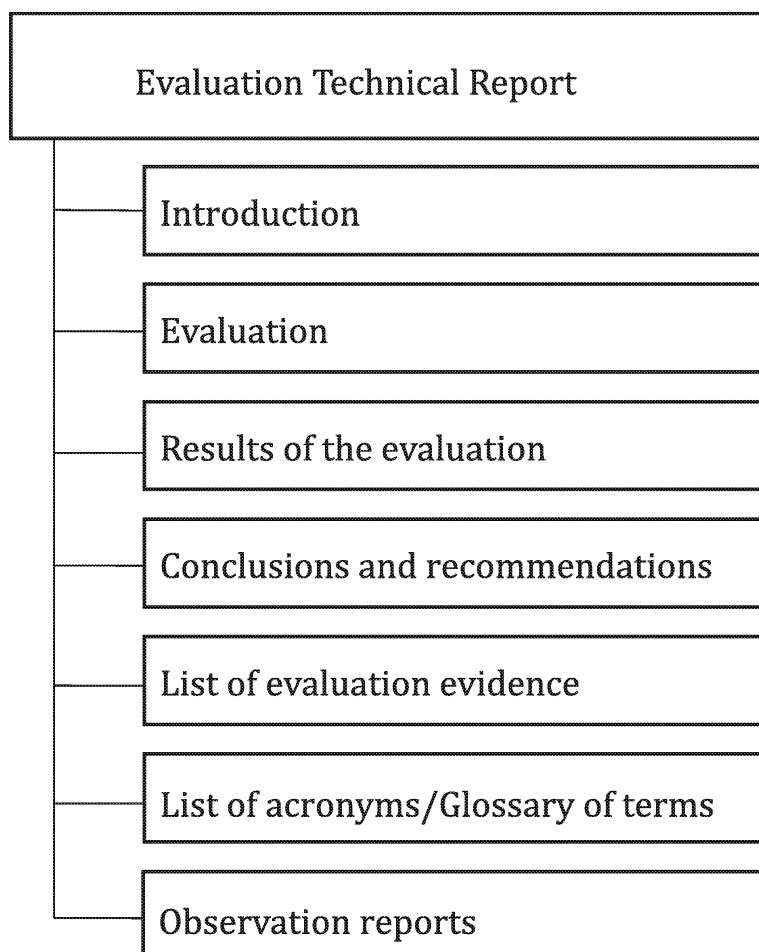 Evaluation Technical Report
Introduction
Evaluation
Results of the evaluation
Conclusions and recommendations
List of evaluation evidence
List of acronyms/Glossary of terms
Observation reports